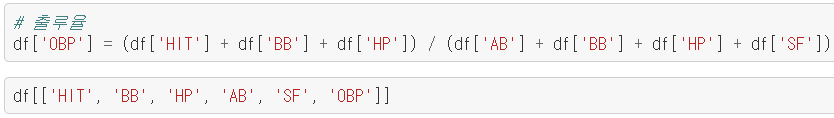 # 출루율
df['OBP'] = (df['HIT'] + df['BB'] + df['HP']) / (df['AB'] + df['BB'] + df['HP'] + df['SF'])
df[['HIT', 'BB', 'HP', 'AB', 'SF', 'OBP']]